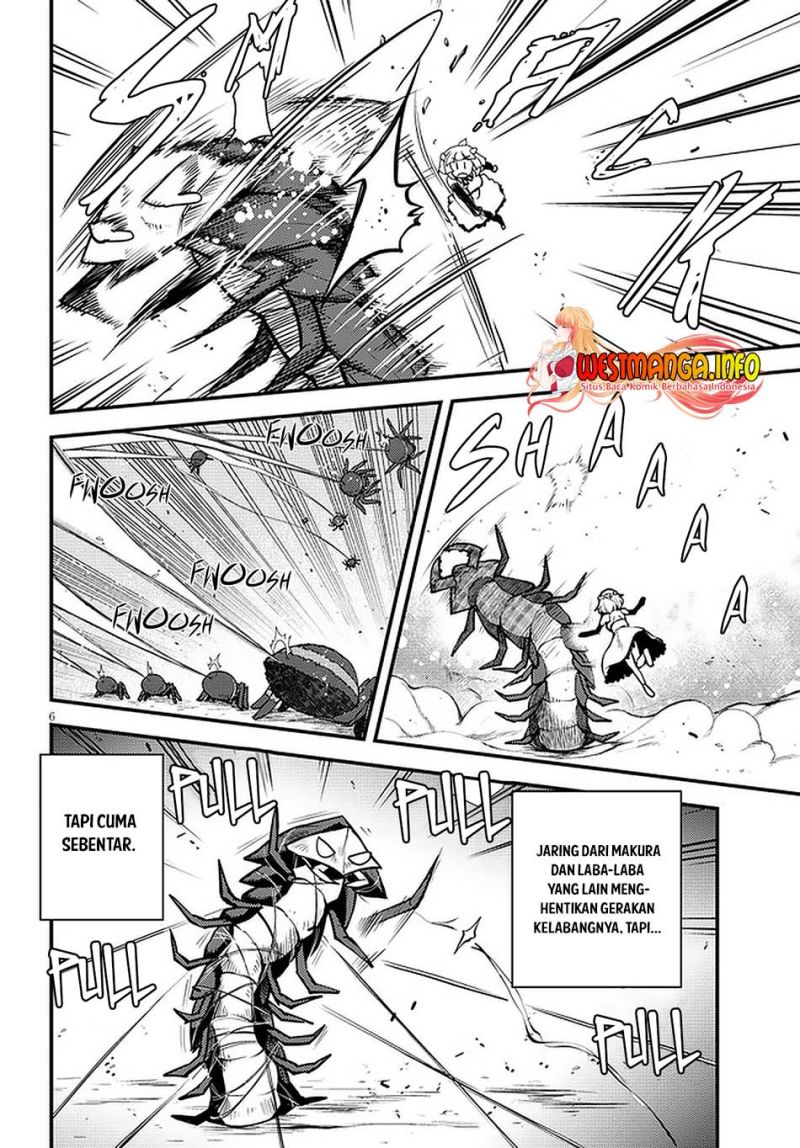 SMACK
WESTMANGA.INFO
Situs Baca Komik Berbahasa Indonesia
SHAAAA
FWOOSH
FWOOSH
FWOOSH
FWOOSH
6
PULL
PULL
JARING DARI MAKURA
DAN LABA-LABA
YANG LAIN MENG-
HENTIKAN GERAKAN
KELABANGNYA, TAPI...
TAPI CUMA
SEBENTAR.
PULL
PULL